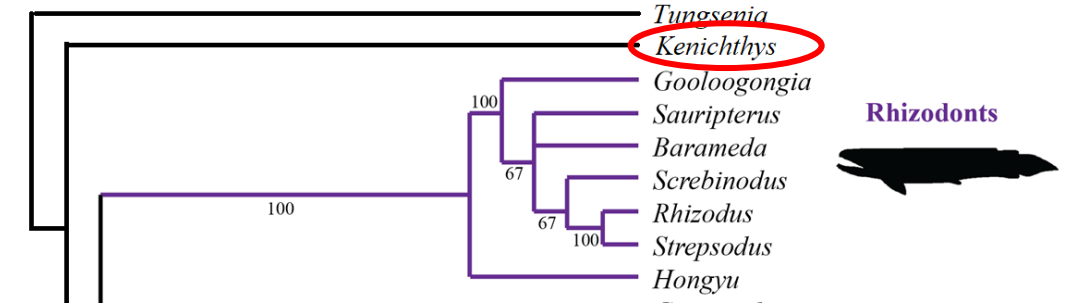 Tungsenia
Kenichthys
Gooloogongia
100
Sauripterus
Rhizodonts
Barameda
67
Screbinodus
100
Rhizodus
67
100
Strepsodus
Hongyu